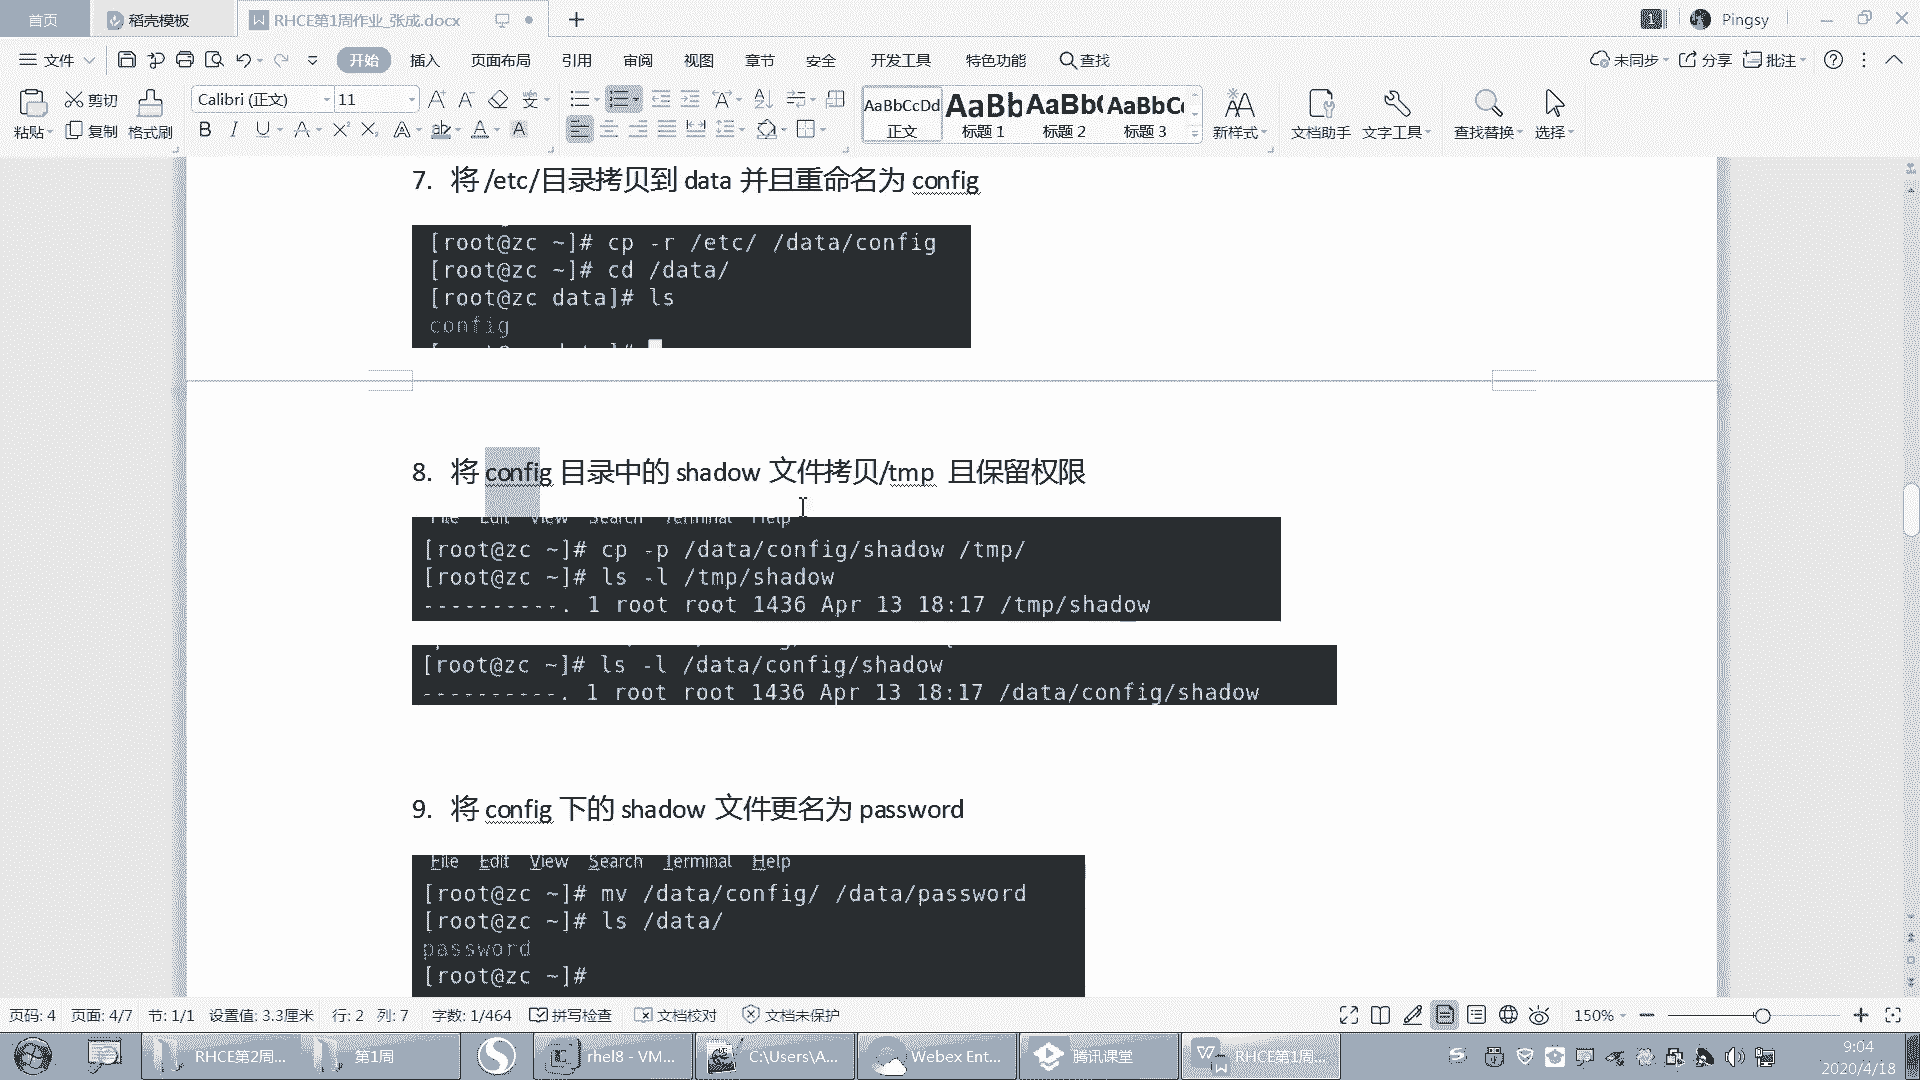 首页
稻壳模板
RHCE第1周作业_张成.docx
1
Pingsy
文件
开始
插入
页面布局
引用
审阅
视图
章节
安全
开发工具
特色功能
查找
未同步
分享
批注
粘贴
剪切
复制
格式刷
Calibri (正文)
11
AaBbCcDd
正文
AaBb
标题 1
AaBb(
标题 2
AaBbC
标题 3
新样式
文档助手
文字工具
查找替换
选择
7. 将 /etc/目录拷贝到 data 并且重命名为 config
[root@zc ~]# cp -r /etc/ /data/config
[root@zc ~]# cd /data/
[root@zc data]# ls
config
8. 将 config 目录中的 shadow 文件拷贝/tmp 且保留权限
File Edit View Search Terminal Help
[root@zc ~]# cp -p /data/config/shadow /tmp/
[root@zc ~]# ls -l /tmp/shadow
----------. 1 root root 1436 Apr 13 18:17 /tmp/shadow
[root@zc ~]# ls -l /data/config/shadow
----------. 1 root root 1436 Apr 13 18:17 /data/config/shadow
9. 将 config 下的 shadow 文件更名为 password
File Edit View Search Terminal Help
[root@zc ~]# mv /data/config/ /data/password
[root@zc ~]# ls /data/
password
[root@zc ~]#
页码: 4 页面: 4/7 节: 1/1 设置值: 3.3厘米 行: 2 列: 7 字数: 1/464 拼写检查 文档校对 文档未保护
150%
RHCE第2周...
第1周
rhel8 - VM...
C:\Users\A...
Webex Ent...
腾讯课堂
RHCE第1周...
9:04
2020/4/18